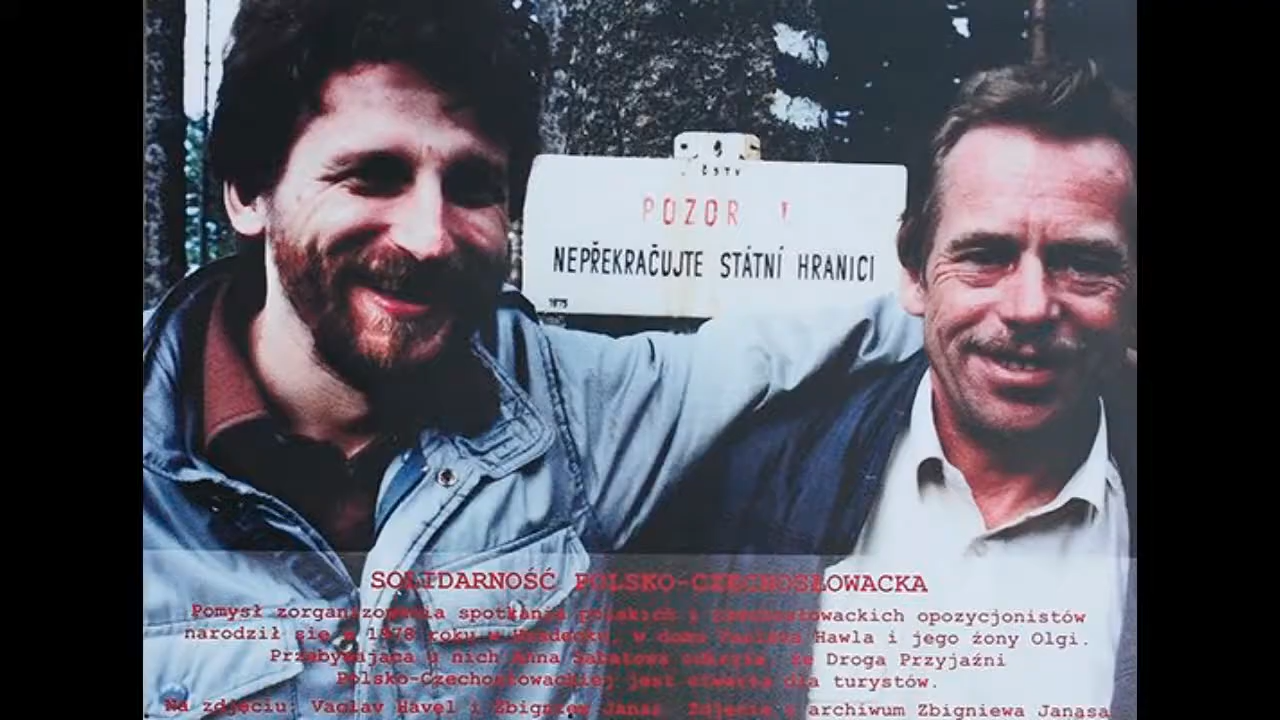 ČSTV
POZOR !
NEPŘEKRAČUJTE STÁTNÍ HRANICI
1975
SOLIDARNOŚĆ POLSKO-CZECHOSŁOWACKA
Pomysł zorganizowania spotkania polskich i czechosłowackich opozycjonistów
narodził się w 1978 roku w Hradecku, w domu Vaclava Hawla i jego żony Olgi.
Przebywająca u nich Anna Sabatowa odkryła, że Droga Przyjaźni
Polsko-Czechosłowackiej jest otwarta dla turystów.
Na zdjęciu: Vaclav Havel i Zbigniew Janas. Zdjęcie z archiwum Zbigniewa Janasa